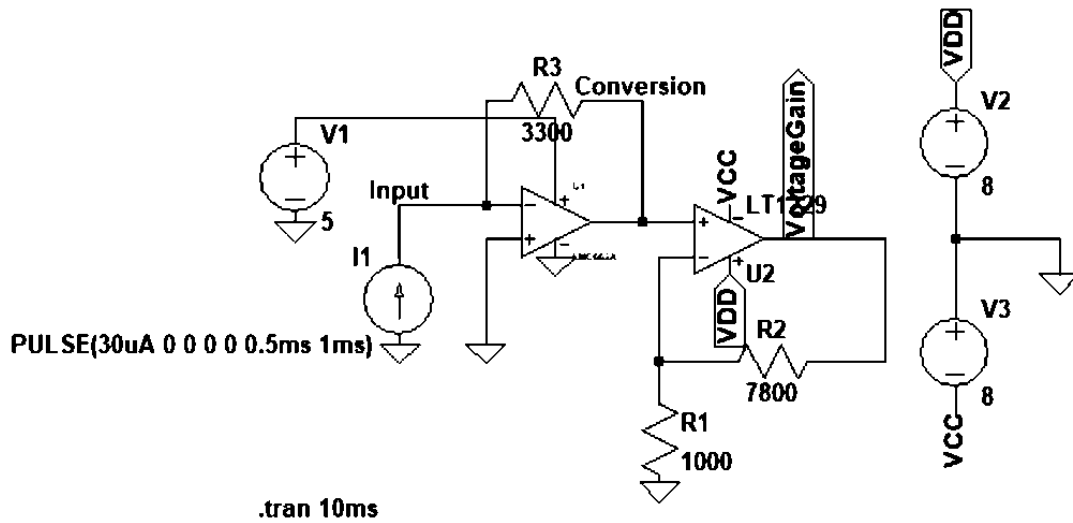 VDD
R3
Conversion
3300
V1
V2
8
Input
5
VCC
VoltageGain
U1
I1
U2
VDD
R2
7800
V3
8
PULSE(30uA 0 0 0 0 0.5ms 1ms)
R1
1000
VCC
.tran 10ms